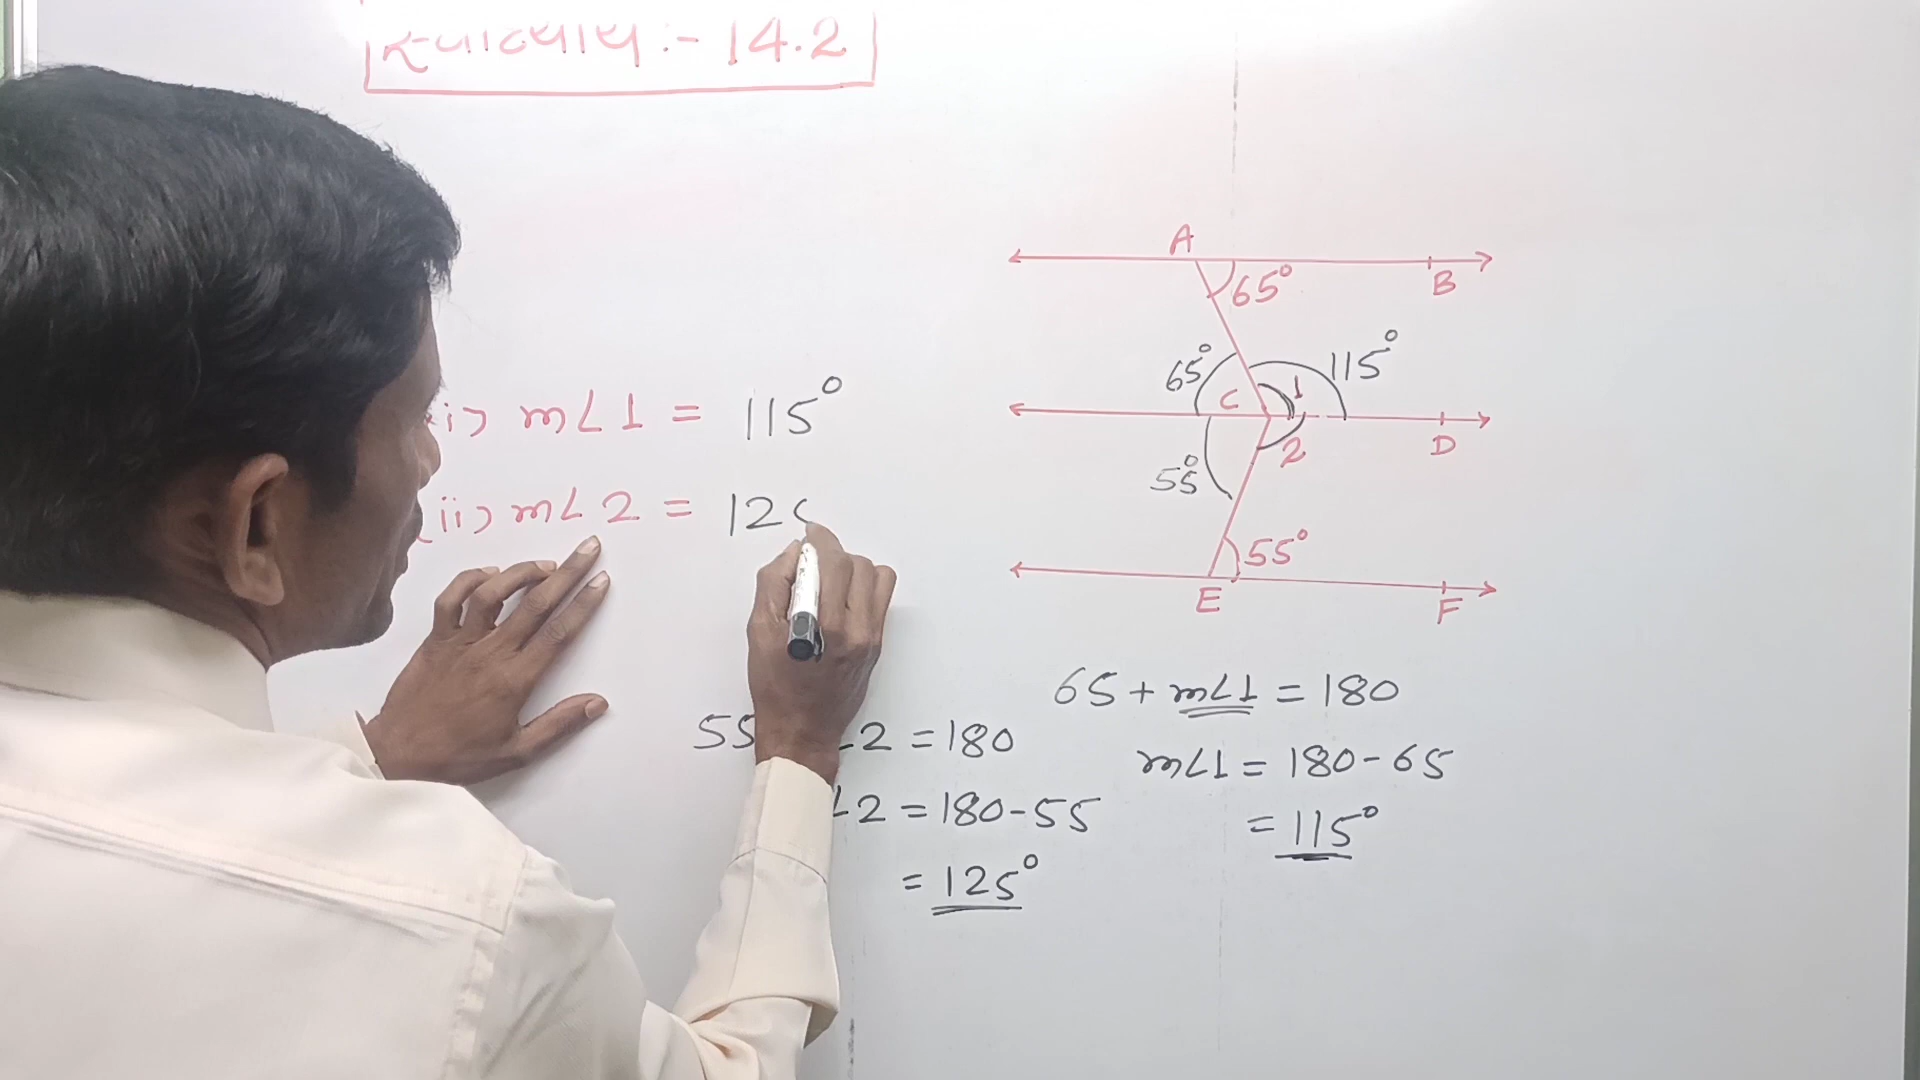 સ્વાધ્યાય :- 14.2
(i) m∠1 = 115°
(ii) m∠2 = 12
A
65°
B
65°
115°
C
1
2
D
55°
55°
E
F
65 + m∠1 = 180
m∠1 = 180 - 65
= 115°
55 ∠2 = 180
∠2 = 180 - 55
= 125°